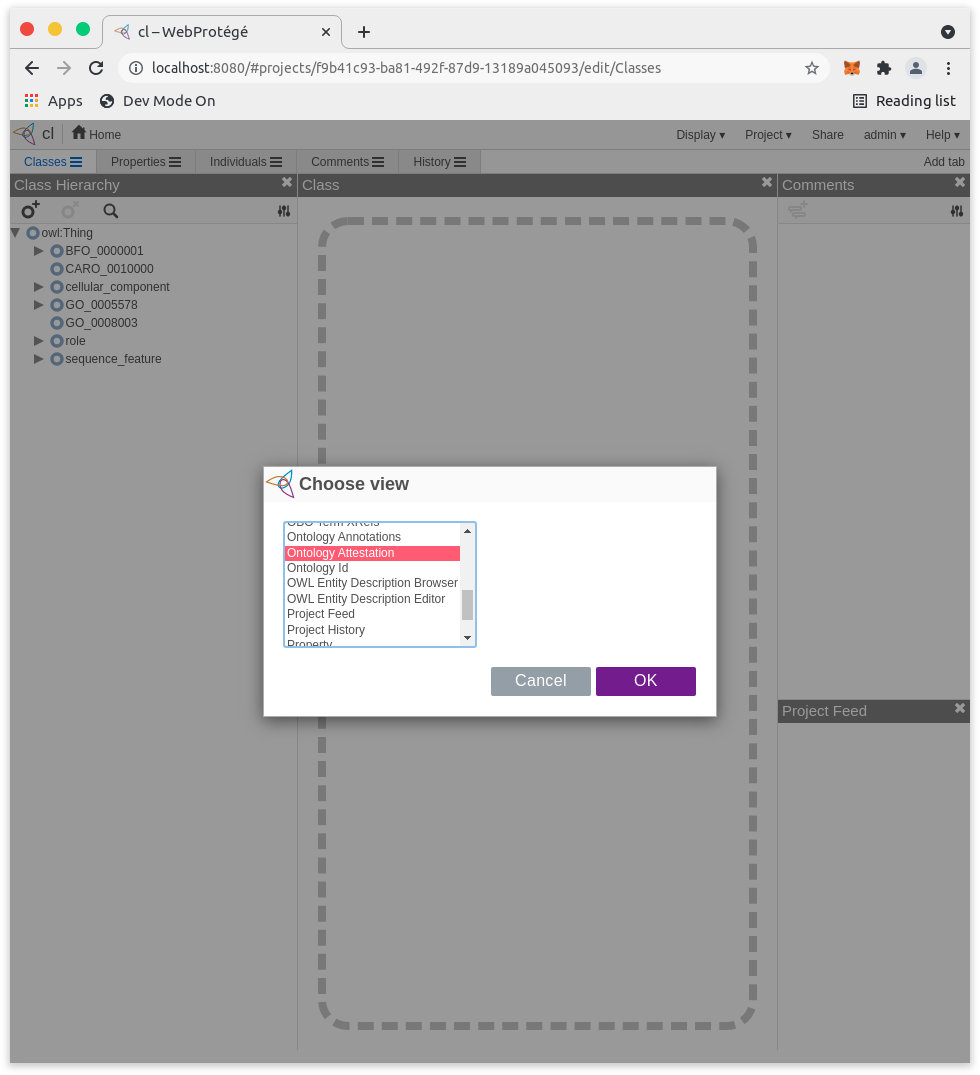 cl – WebProtégé
localhost:8080/#projects/f9b41c93-ba81-492f-87d9-13189a045093/edit/Classes
Apps Dev Mode On Reading list
cl Home Display ▾ Project ▾ Share admin ▾ Help ▾
Classes Properties Individuals Comments History Add tab
Class Hierarchy Class Comments
owl:Thing
BFO_0000001
CARO_0010000
cellular_component
GO_0005578
GO_0008003
role
sequence_feature
Choose view
OBO Term XRefs
Ontology Annotations
Ontology Attestation
Ontology Id
OWL Entity Description Browser
OWL Entity Description Editor
Project Feed
Project History
Property
Cancel OK
Project Feed